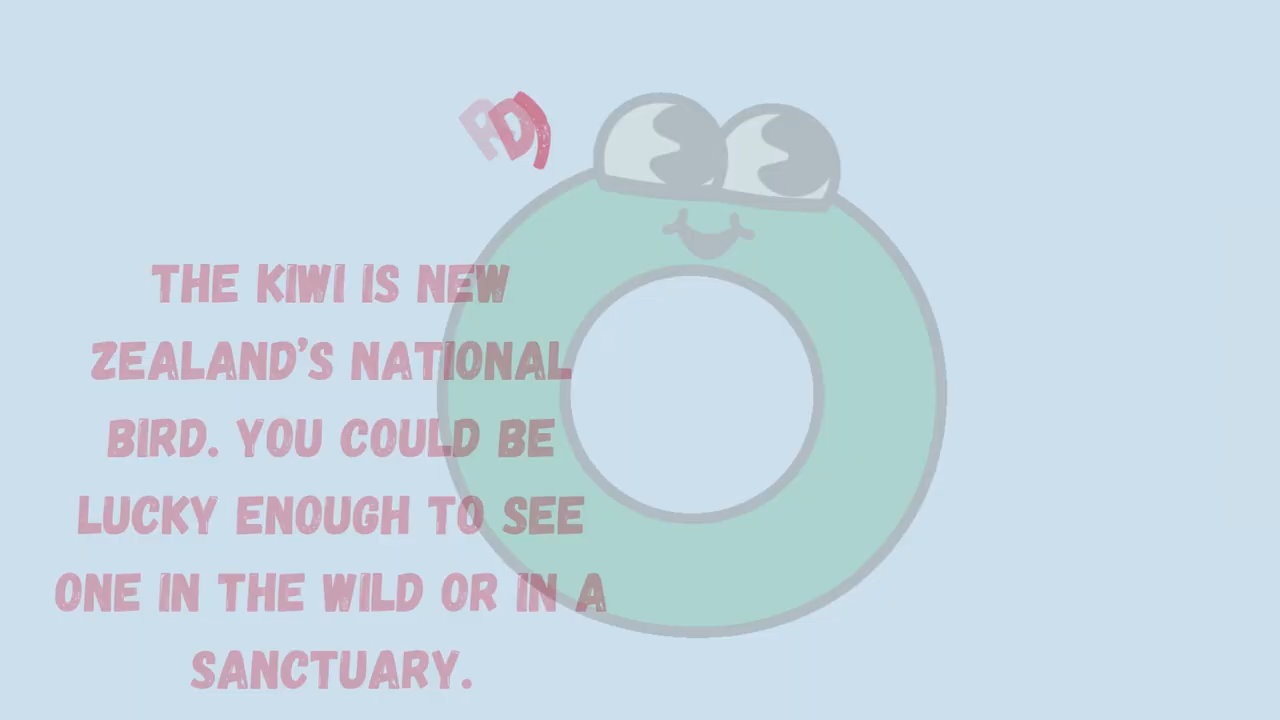 THE KIWI IS NEW
ZEALAND'S NATIONAL
BIRD. YOU COULD BE
LUCKY ENOUGH TO SEE
ONE IN THE WILD OR IN A
SANCTUARY.